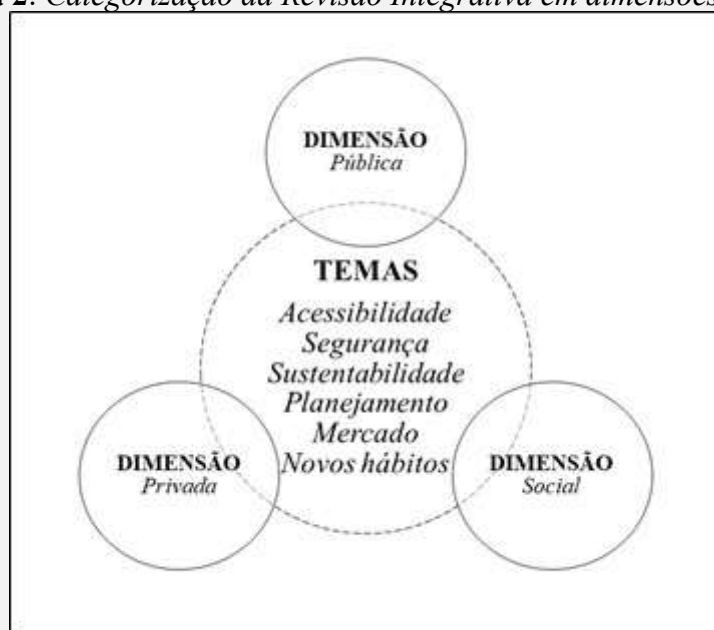 2: Categorização da Revisão Integrativa em dimensões
DIMENSÃO
Pública
TEMAS
Acessibilidade
Segurança
Sustentabilidade
Planejamento
Mercado
Novos hábitos
DIMENSÃO
Privada
DIMENSÃO
Social